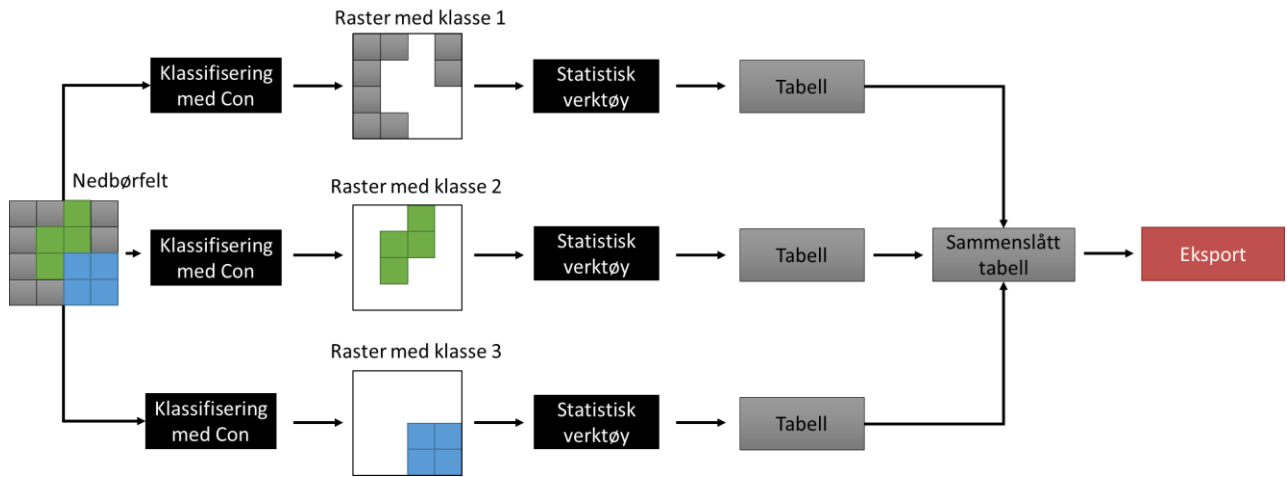 Raster med klasse 1
Klassifisering
med Con
Statistisk
verktøy
Tabell
Nedbørfelt
Raster med klasse 2
Klassifisering
med Con
Statistisk
verktøy
Tabell
Sammenslått
tabell
Eksport
Raster med klasse 3
Klassifisering
med Con
Statistisk
verktøy
Tabell